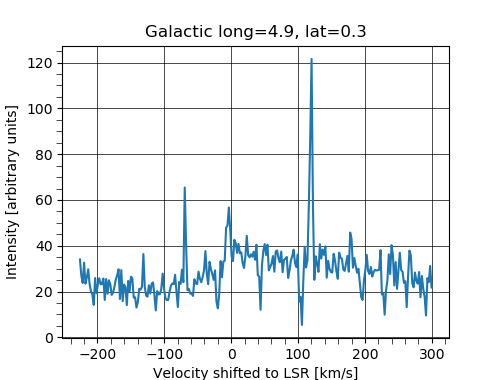 Galactic long=4.9, lat=0.3
120
100
80
60
40
20
0
Intensity [arbitrary units]
−200 −100 0 100 200 300
Velocity shifted to LSR [km/s]